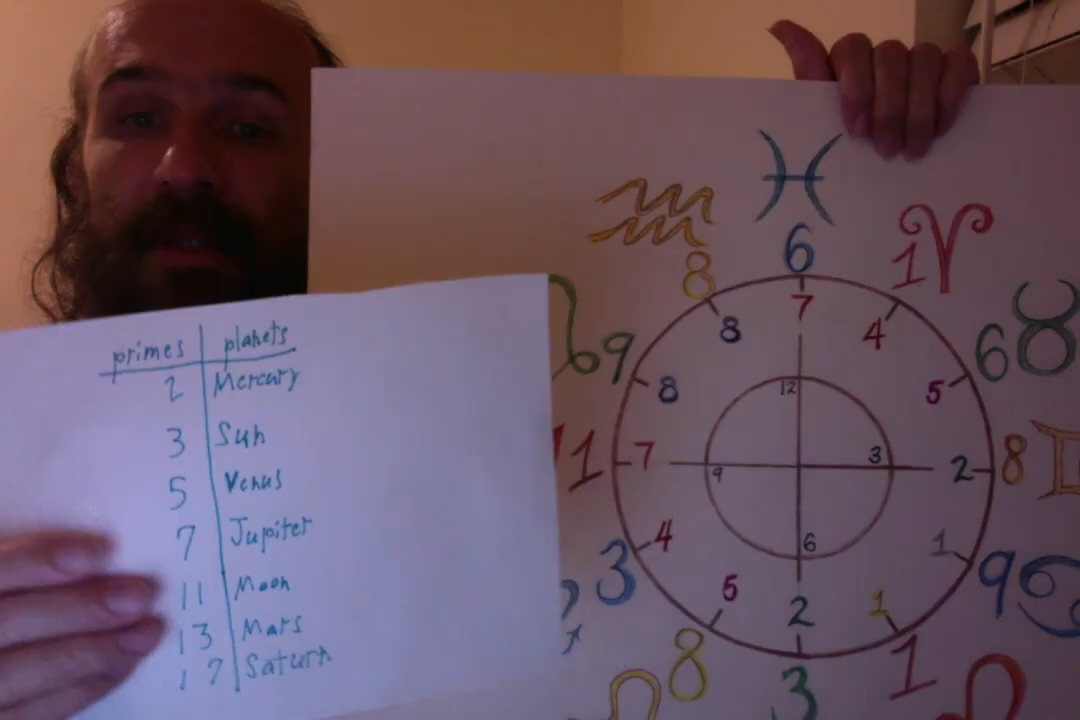 primes planets
2 Mercury
3 Sun
5 Venus
7 Jupiter
11 Moon
13 Mars
17 Saturn
♒ ♓ ♈
8 6 1
8 7 4
♑ 9 6 ♉
8 5
12
11 7 9 3 2 8 ♊
3 4 6 1 9 ♋
5 2 1
8 3 1